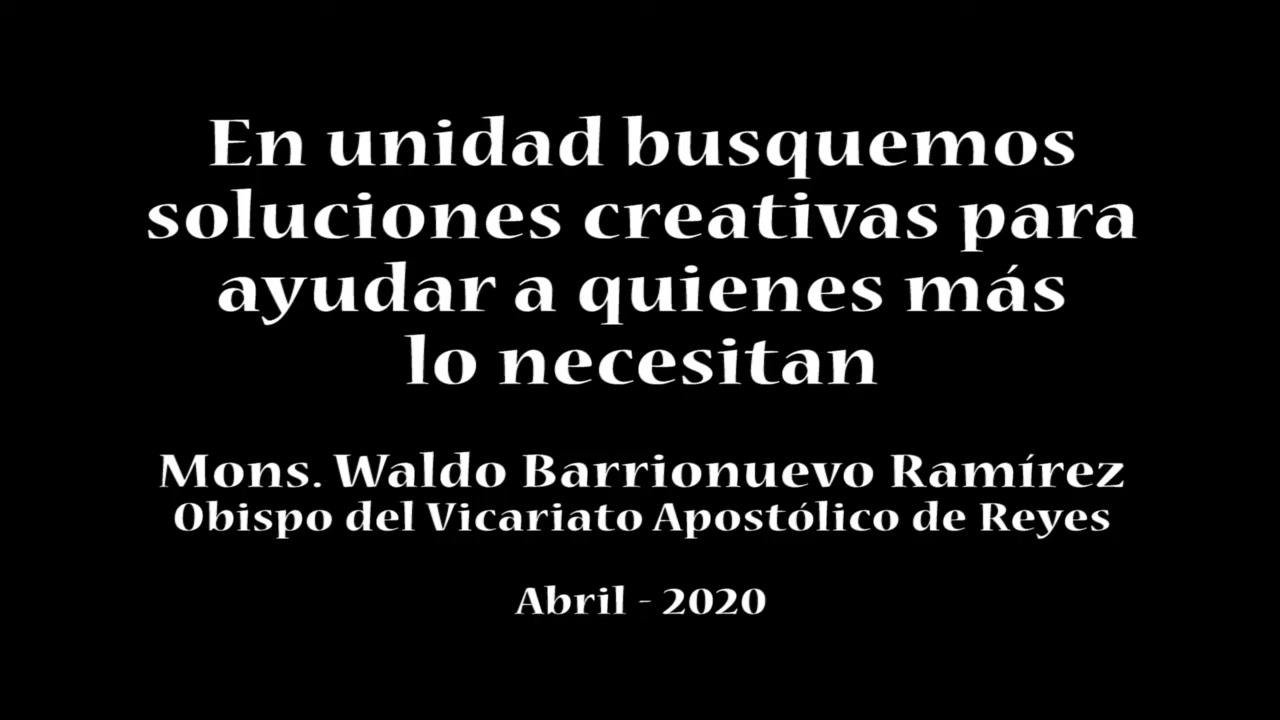 En unidad busquemos
soluciones creativas para
ayudar a quienes más
lo necesitan
Mons. Waldo Barrionuevo Ramírez
Obispo del Vicariato Apostólico de Reyes
Abril - 2020